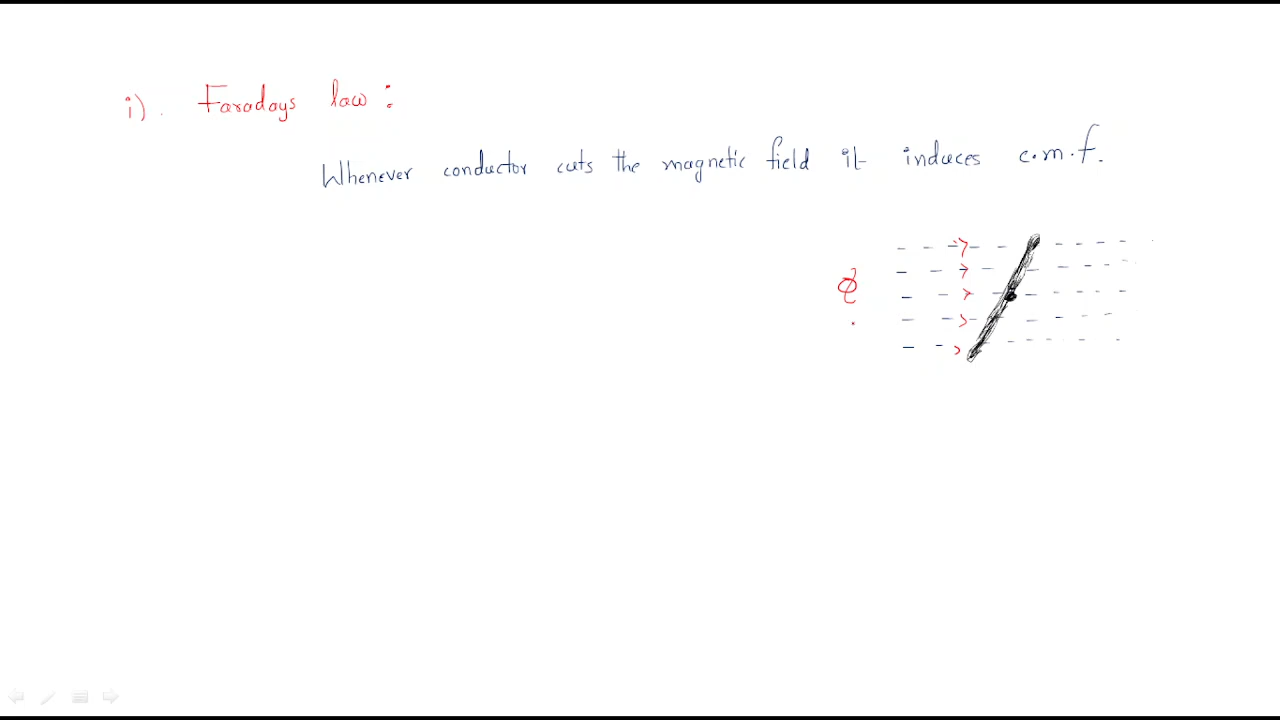 i). Faradays law :
Whenever conductor cuts the magnetic field it induces e.m.f.
ϕ